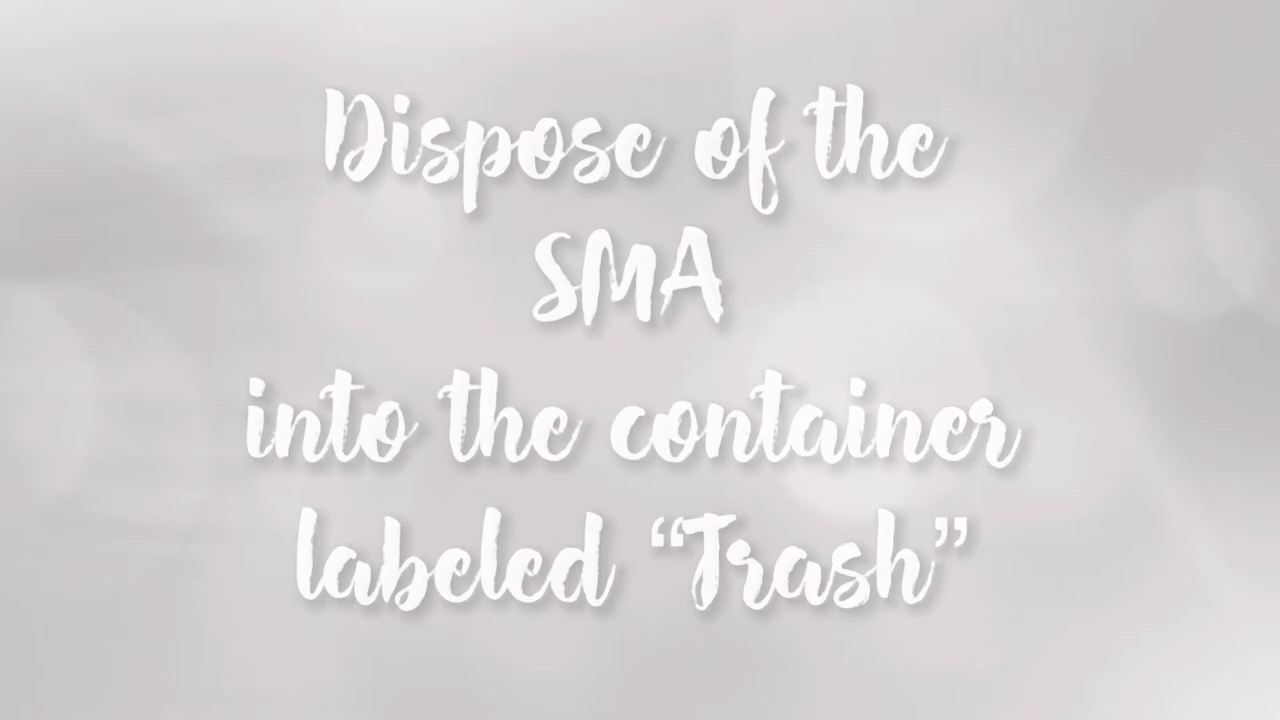 Dispose of the
SMA
into the container
labeled “Trash”